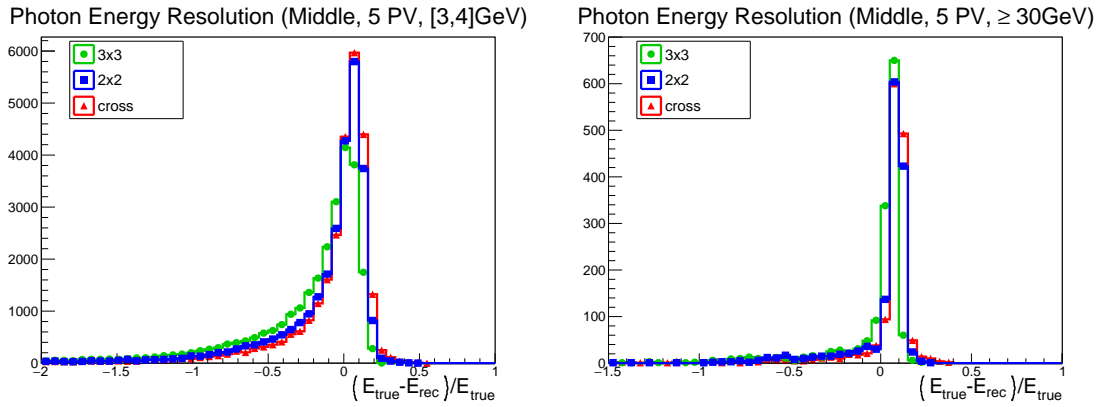 Photon Energy Resolution (Middle, 5 PV, [3,4]GeV)
6000
5000
4000
3000
2000
1000
0
3x3
2x2
cross
−2 −1.5 −1 −0.5 0 0.5 1
(E_true-E_rec)/E_true
Photon Energy Resolution (Middle, 5 PV, ≥ 30GeV)
700
600
500
400
300
200
100
0
3x3
2x2
cross
−1.5 −1 −0.5 0 0.5 1
(E_true-E_rec)/E_true